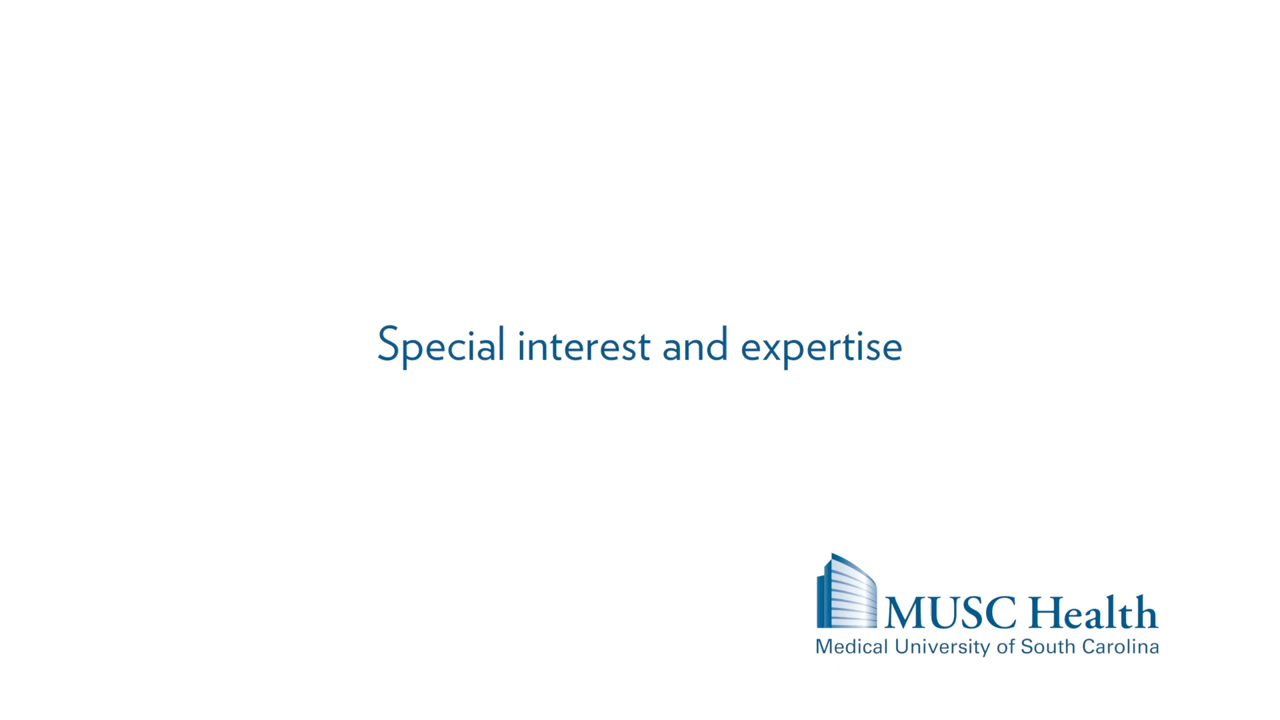 Special interest and expertise
MUSC Health
Medical University of South Carolina